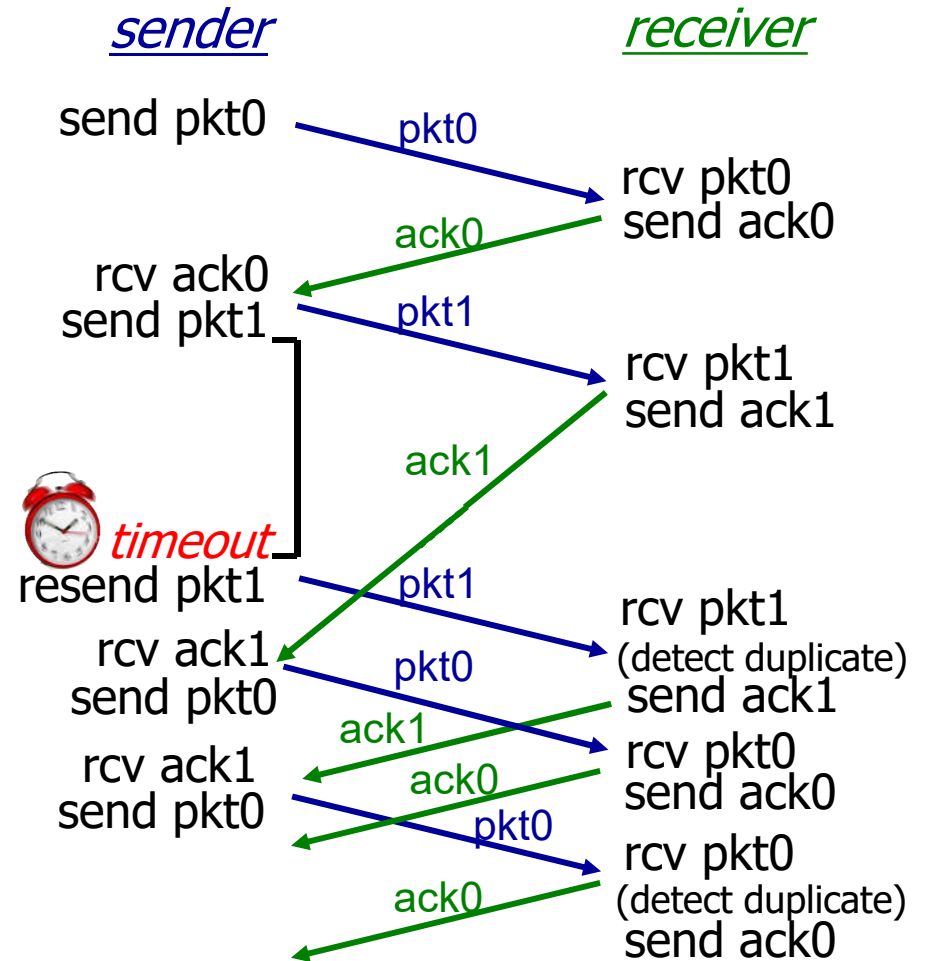 sender
receiver
send pkt0
pkt0
rcv pkt0
send ack0
ack0
rcv ack0
send pkt1
pkt1
rcv pkt1
send ack1
ack1
timeout
resend pkt1
pkt1
rcv pkt1
(detect duplicate)
send ack1
rcv ack1
send pkt0
pkt0
ack1
rcv pkt0
send ack0
rcv ack1
send pkt0
ack0
pkt0
rcv pkt0
(detect duplicate)
send ack0
ack0